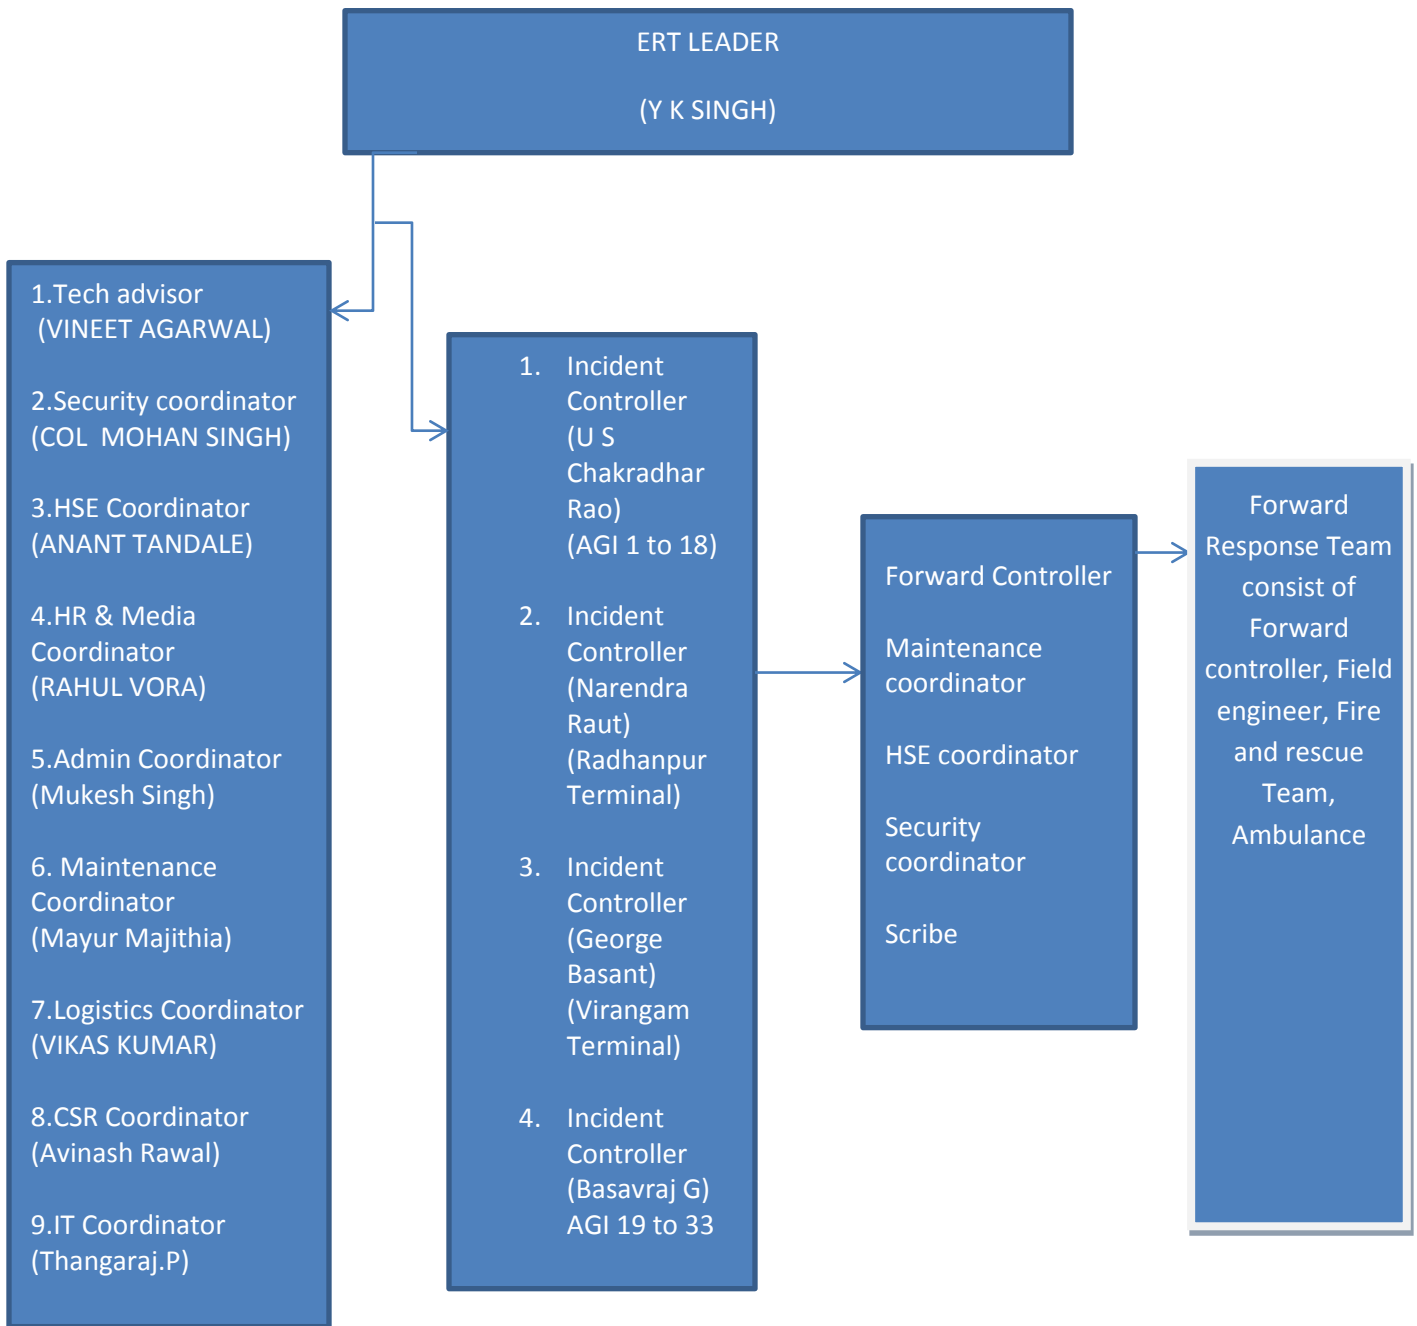 ERT LEADER
(Y K SINGH)
1.Tech advisor
(VINEET AGARWAL)
2.Security coordinator
(COL  MOHAN SINGH)
3.HSE Coordinator
(ANANT TANDALE)
4.HR & Media
Coordinator
(RAHUL VORA)
5.Admin Coordinator
(Mukesh Singh)
6. Maintenance
Coordinator
(Mayur Majithia)
7.Logistics Coordinator
(VIKAS KUMAR)
8.CSR Coordinator
(Avinash Rawal)
9.IT Coordinator
(Thangaraj.P)
1. Incident
Controller
(U S
Chakradhar
Rao)
(AGI 1 to 18)
2. Incident
Controller
(Narendra
Raut)
(Radhanpur
Terminal)
3. Incident
Controller
(George
Basant)
(Virangam
Terminal)
4. Incident
Controller
(Basavraj G)
AGI 19 to 33
Forward Controller
Maintenance
coordinator
HSE coordinator
Security
coordinator
Scribe
Forward
Response Team
consist of
Forward
controller, Field
engineer, Fire
and rescue
Team,
Ambulance